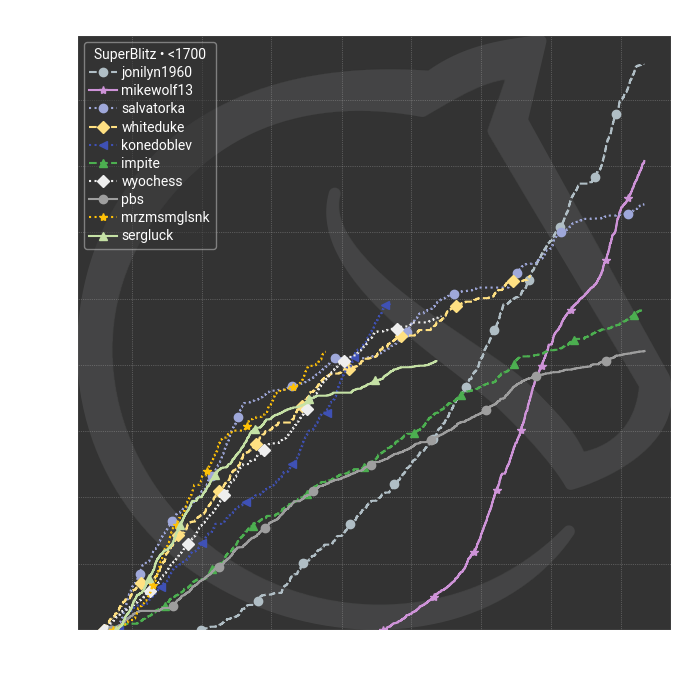 SuperBlitz • <1700
jonilyn1960
mikewolf13
salvatorka
whiteduke
konedoblev
impite
wyochess
pbs
mrzmsmglsnk
sergluck